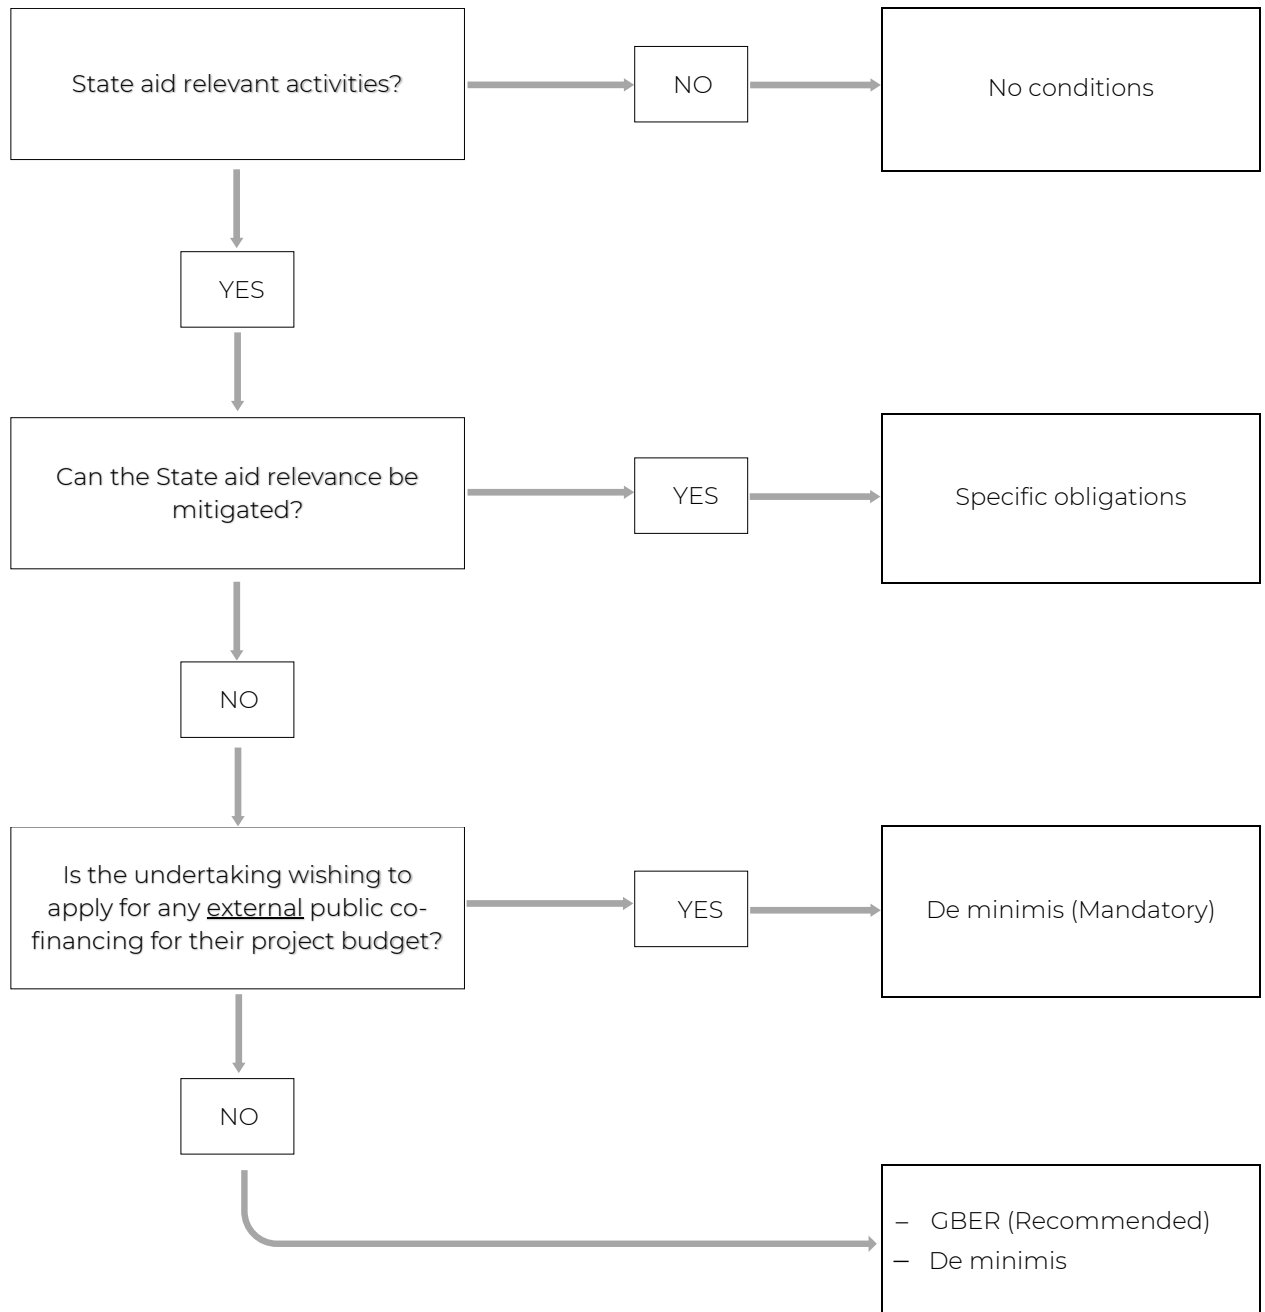 State aid relevant activities?
NO
No conditions
YES
Can the State aid relevance be
mitigated?
YES
Specific obligations
NO
Is the undertaking wishing to
apply for any external public co-
financing for their project budget?
YES
De minimis (Mandatory)
NO
– GBER (Recommended)
– De minimis